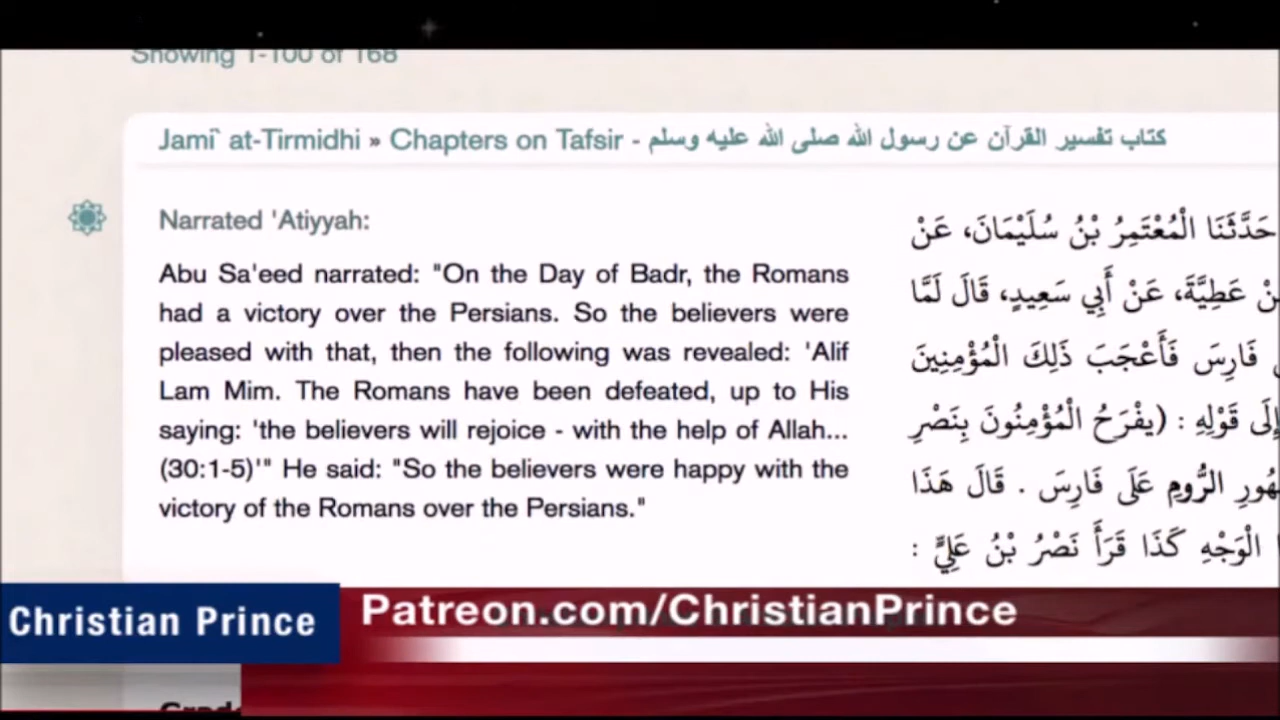 Showing 1-100 of 168
Jami` at-Tirmidhi » Chapters on Tafsir - كتاب تفسير القرآن عن رسول الله صلى الله عليه وسلم
Narrated 'Atiyyah:
Abu Sa'eed narrated: "On the Day of Badr, the Romans
had a victory over the Persians. So the believers were
pleased with that, then the following was revealed: 'Alif
Lam Mim. The Romans have been defeated, up to His
saying: 'the believers will rejoice - with the help of Allah...
(30:1-5)'" He said: "So the believers were happy with the
victory of the Romans over the Persians."
حَدَّثَنَا الْمُعْتَمِرُ بْنُ سُلَيْمَانَ، عَنْ
عَطِيَّةَ، عَنْ أَبِي سَعِيدٍ، قَالَ لَمَّا
فَارِسَ فَأَعْجَبَ ذَلِكَ الْمُؤْمِنِينَ
إِلَى قَوْلِهِ : (يفْرَحُ الْمُؤْمِنُونَ بِنَصْرِ
الرُّومِ عَلَى فَارِسَ . قَالَ هَذَا
الْوَجْهِ كَذَا قَرَأَ نَصْرُ بْنُ عَلِيٍّ :
Christian Prince
Patreon.com/ChristianPrince